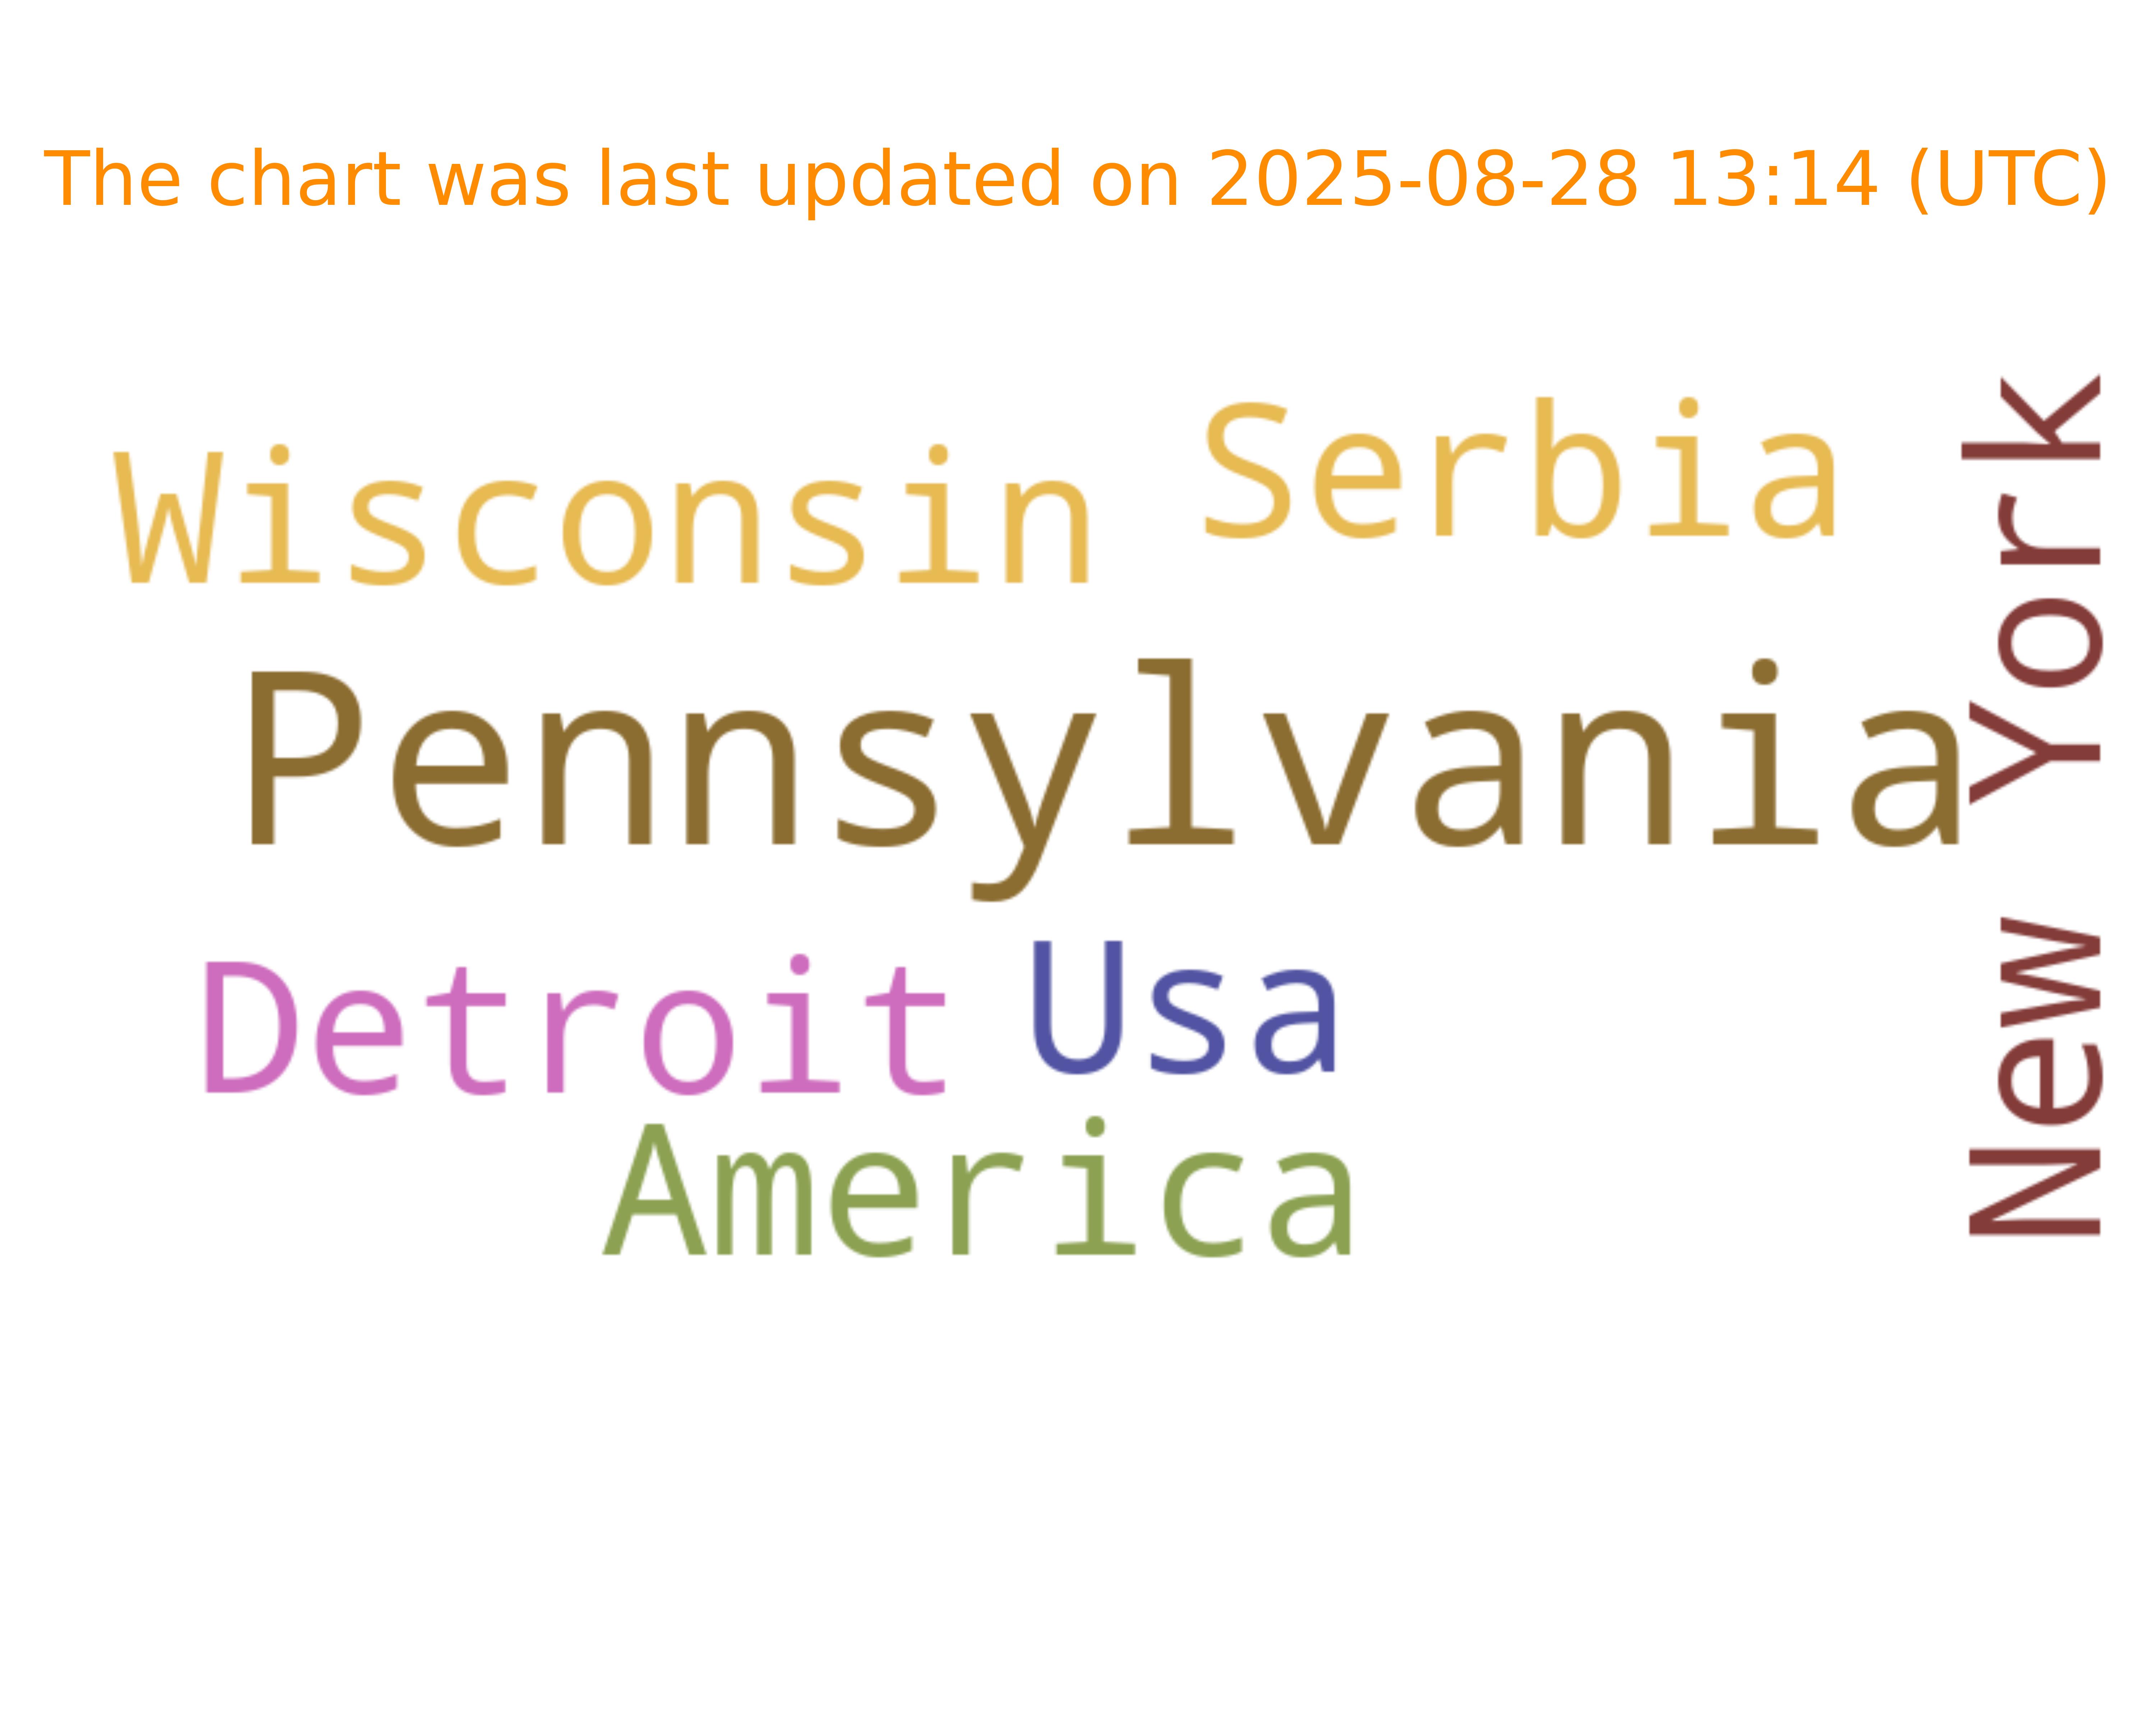 The chart was last updated on 2025-08-28 13:14 (UTC)
Wisconsin
Serbia
Pennsylvania
New York
Detroit
Usa
America